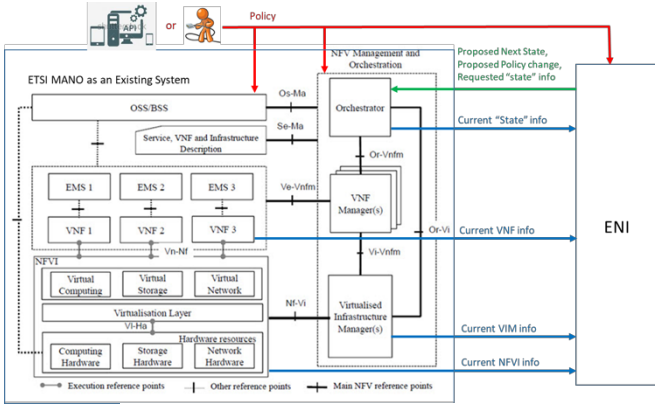 API
or
Policy
NFV Management and
Orchestration
Proposed Next State,
Proposed Policy change,
Requested "state" info
ETSI MANO as an Existing System
Os-Ma
OSS/BSS
Orchestrator
Current "State" info
Se-Ma
Service, VNF and Infrastructure
Description
Or-Vnfm
EMS 1
EMS 2
EMS 3
Ve-Vnfm
VNF
Manager(s)
ENI
VNF 1
VNF 2
VNF 3
Or-Vi
Current VNF info
Vn-Nf
Vi-Vnfm
NFVI
Virtual
Computing
Virtual
Storage
Virtual
Network
Nf-Vi
Virtualised
Infrastructure
Manager(s)
Virtualisation Layer
Vl-Ha
Current VIM info
Hardware resources
Computing
Hardware
Storage
Hardware
Network
Hardware
Current NFVI info
Execution reference points
Other reference points
Main NFV reference points